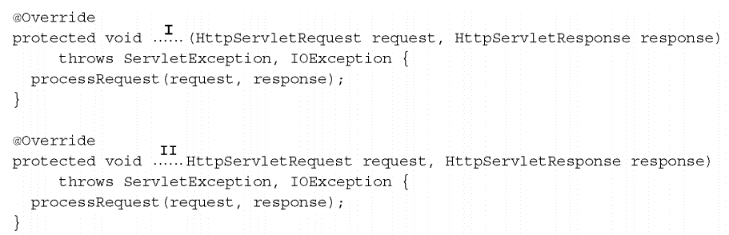 @Override
protected void ......I (HttpServletRequest request, HttpServletResponse response)
throws ServletException, IOException {
processRequest(request, response);
}
@Override
protected void ......II HttpServletRequest request, HttpServletResponse response)
throws ServletException, IOException {
processRequest(request, response);
}